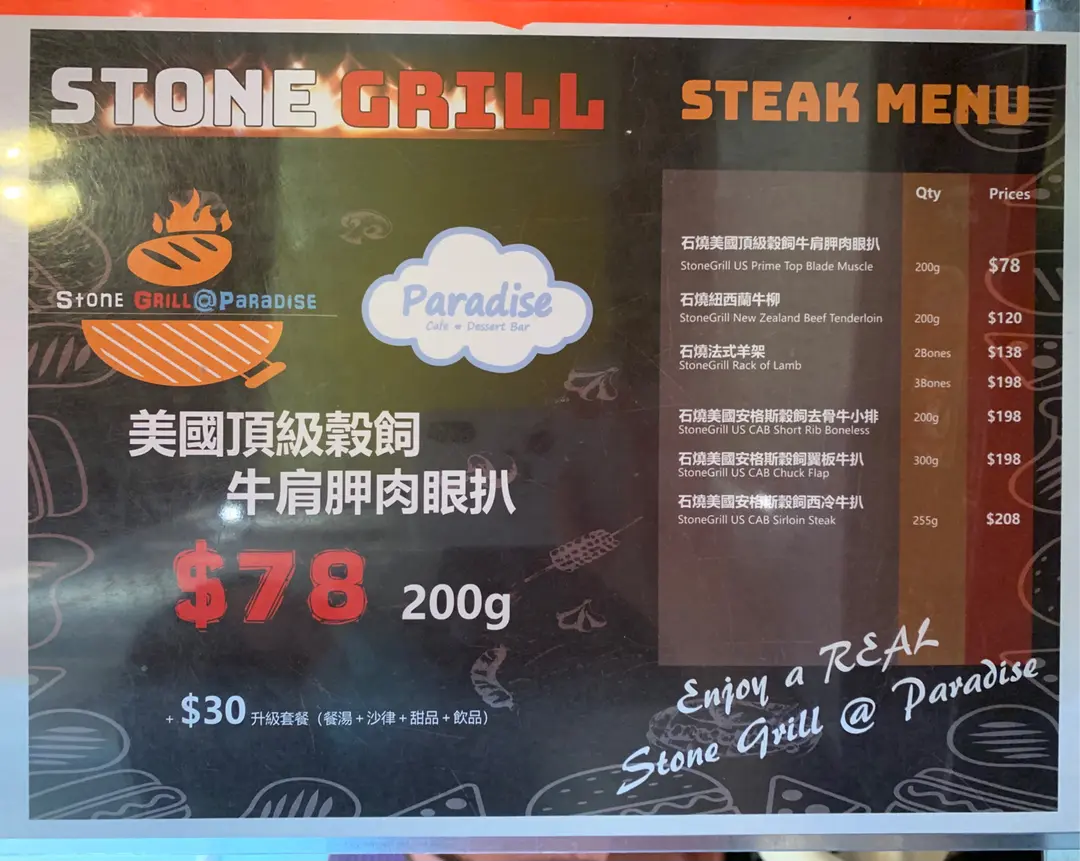 STONE GRILL
STONE GRILL@PARADISE
Paradise
Cafe & Dessert Bar
美國頂級穀飼
牛肩胛肉眼扒
$78 200g
+ $30 升級套餐（餐湯+沙律+甜品+飲品）
STEAK MENU
Qty Prices
石燒美國頂級穀飼牛肩胛肉眼扒
StoneGrill US Prime Top Blade Muscle 200g $78
石燒紐西蘭牛柳
StoneGrill New Zealand Beef Tenderloin 200g $120
石燒法式羊架 2Bones $138
StoneGrill Rack of Lamb
3Bones $198
石燒美國安格斯穀飼去骨牛小排 200g $198
StoneGrill US CAB Short Rib Boneless
石燒美國安格斯穀飼翼板牛扒 300g $198
StoneGrill US CAB Chuck Flap
石燒美國安格斯穀飼西冷牛扒
StoneGrill US CAB Sirloin Steak 255g $208
Enjoy a REAL
Stone Grill @ Paradise